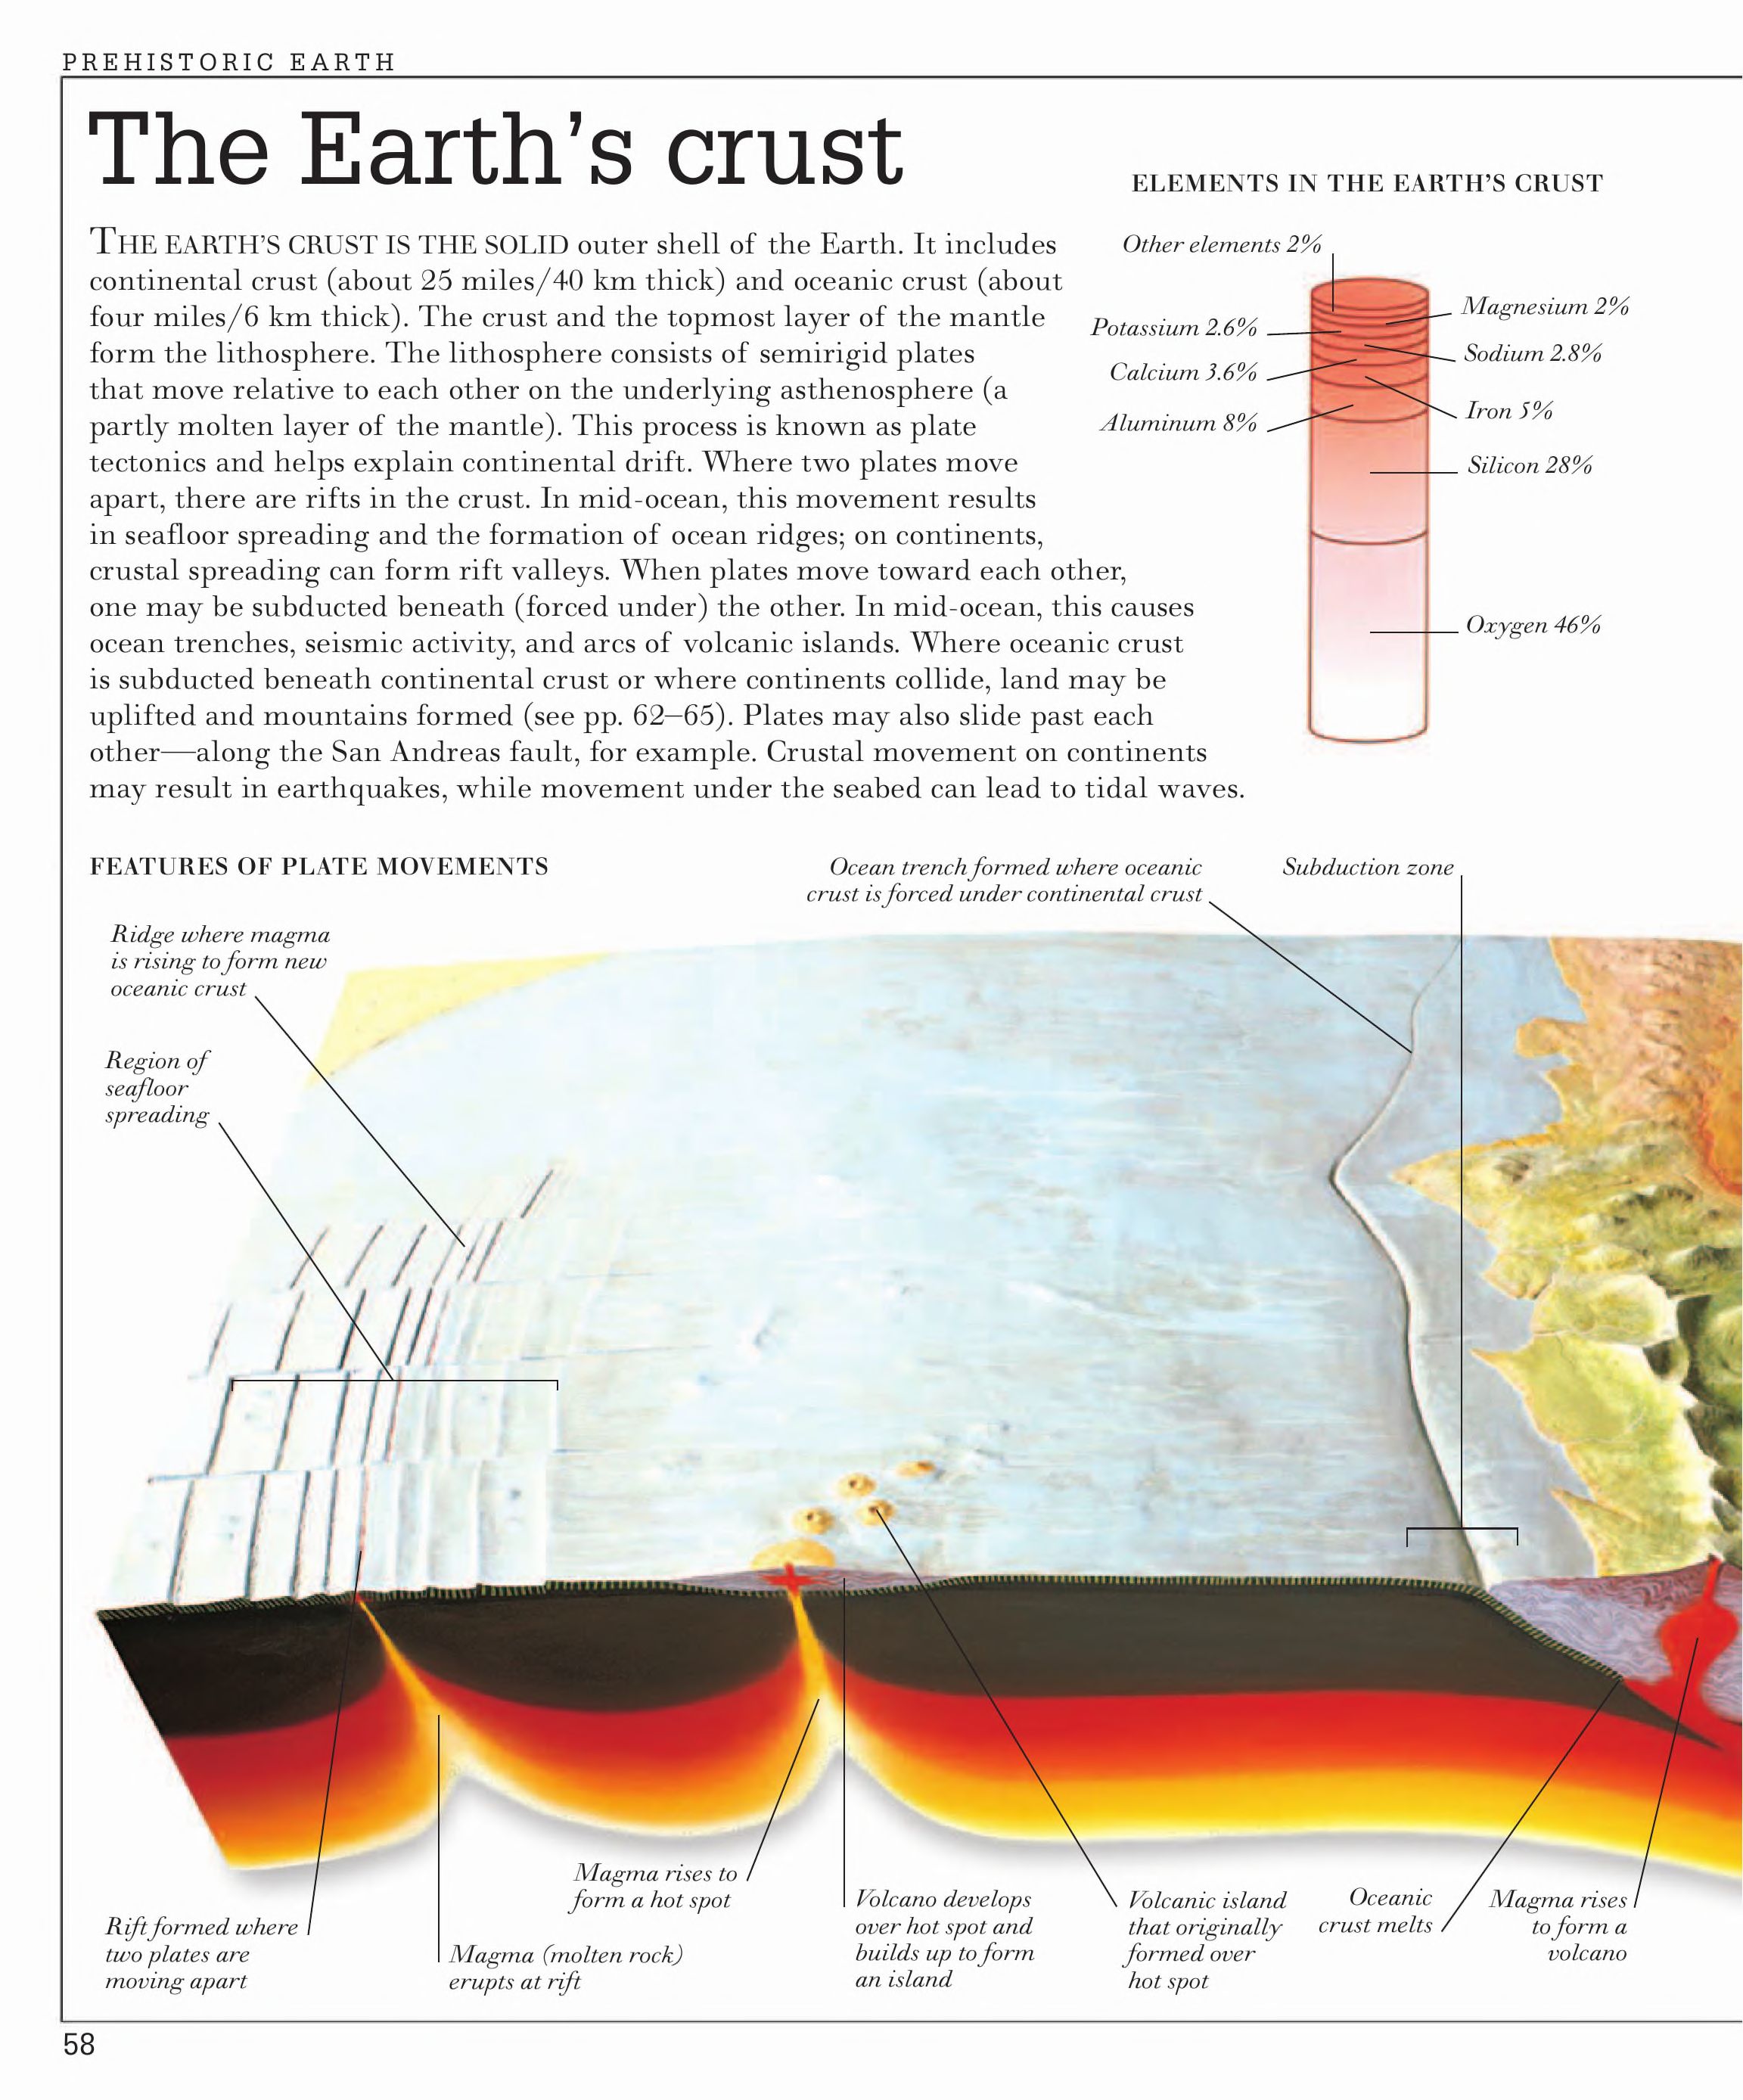 PREHISTORIC EARTH
The Earth's crust
THE EARTH'S CRUST IS THE SOLID outer shell of the Earth. It includes
continental crust (about 25 miles/40 km thick) and oceanic crust (about
four miles/6 km thick). The crust and the topmost layer of the mantle
form the lithosphere. The lithosphere consists of semirigid plates
that move relative to each other on the underlying asthenosphere (a
partly molten layer of the mantle). This process is known as plate
tectonics and helps explain continental drift. Where two plates move
apart, there are rifts in the crust. In mid-ocean, this movement results
in seafloor spreading and the formation of ocean ridges; on continents,
crustal spreading can form rift valleys. When plates move toward each other,
one may be subducted beneath (forced under) the other. In mid-ocean, this causes
ocean trenches, seismic activity, and arcs of volcanic islands. Where oceanic crust
is subducted beneath continental crust or where continents collide, land may be
uplifted and mountains formed (see pp. 62–65). Plates may also slide past each
other—along the San Andreas fault, for example. Crustal movement on continents
may result in earthquakes, while movement under the seabed can lead to tidal waves.
ELEMENTS IN THE EARTH'S CRUST
Other elements 2%
Magnesium 2%
Potassium 2.6%
Sodium 2.8%
Calcium 3.6%
Iron 5%
Aluminum 8%
Silicon 28%
Oxygen 46%
FEATURES OF PLATE MOVEMENTS
Ocean trench formed where oceanic
crust is forced under continental crust
Subduction zone
Ridge where magma
is rising to form new
oceanic crust
Region of
seafloor
spreading
Rift formed where
two plates are
moving apart
Magma (molten rock)
erupts at rift
Magma rises to
form a hot spot
Volcano develops
over hot spot and
builds up to form
an island
Volcanic island
that originally
formed over
hot spot
Oceanic
crust melts
Magma rises
to form a
volcano
58